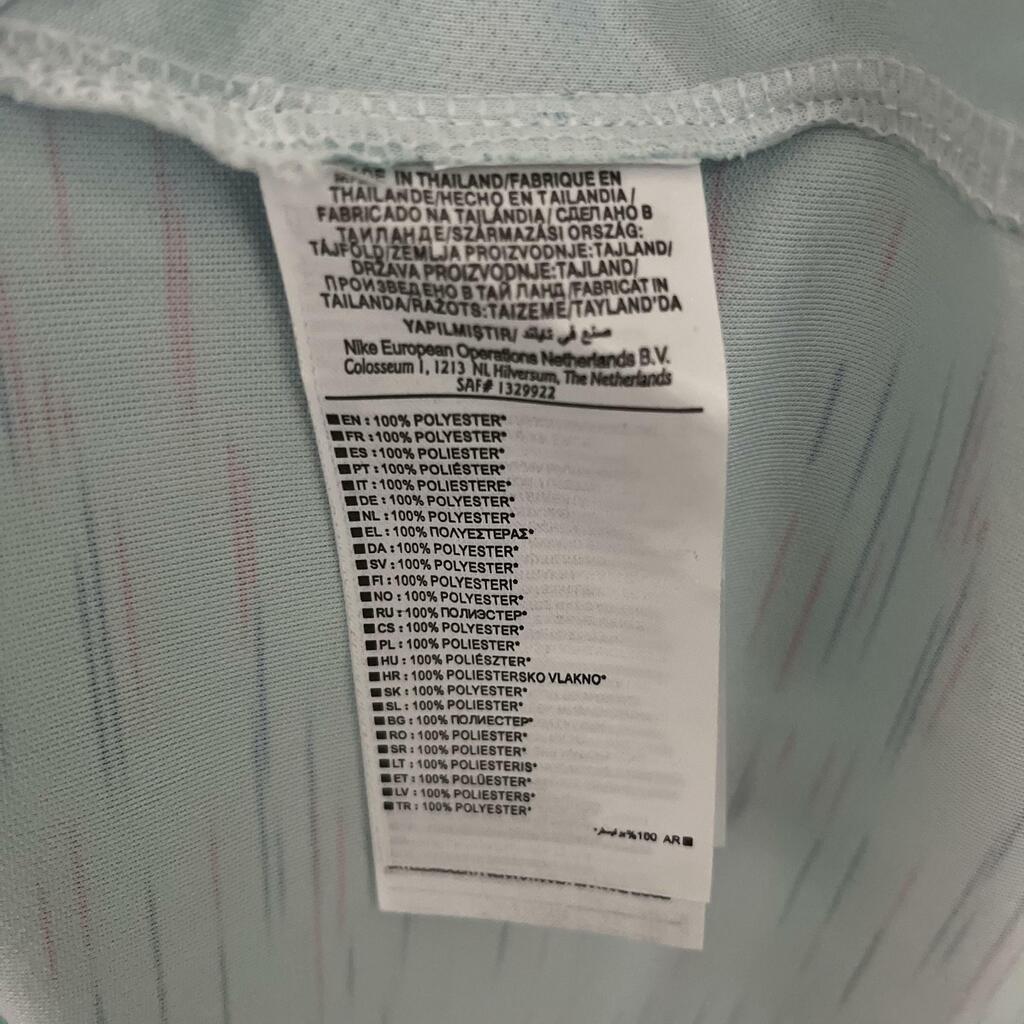 MADE IN THAILAND/FABRIQUE EN
THAILANDE/HECHO EN TAILANDIA/
FABRICADO NA TAILÂNDIA/СДЕЛАНО В
ТАИЛАНДЕ/SZÁRMAZÁSI ORSZÁG:
TÁJFÖLD/ZEMLJA PROIZVODNJE:TAJLAND/
DRŽAVA PROIZVODNJE:TAJLAND/
ПРОИЗВЕДЕНО В ТАЙЛАНД/FABRICAT IN
TAILANDA/RAŽOTS:TAIZEME/TAYLAND'DA
YAPILMIŞTIR/ صنع في تايلاند
Nike European Operations Netherlands B.V.
Colosseum 1, 1213 NL Hilversum, The Netherlands
SAF# 1329922
EN : 100% POLYESTER*
FR : 100% POLYESTER*
ES : 100% POLIESTER*
PT : 100% POLIÉSTER*
IT : 100% POLIESTERE*
DE : 100% POLYESTER*
NL : 100% POLYESTER*
EL : 100% ΠΟΛΥΕΣΤΕΡΑΣ*
DA : 100% POLYESTER*
SV : 100% POLYESTER*
FI : 100% POLYESTERI*
NO : 100% POLYESTER*
RU : 100% ПОЛИЭСТЕР*
CS : 100% POLYESTER*
PL : 100% POLIESTER*
HU : 100% POLIÉSZTER*
HR : 100% POLIESTERSKO VLAKNO*
SK : 100% POLYESTER*
SL : 100% POLIESTER*
BG : 100% ПОЛИЕСТЕР*
RO : 100% POLIESTER*
SR : 100% POLIESTER*
LT : 100% POLIESTERIS*
ET : 100% POLÜESTER*
LV : 100% POLIESTERS*
TR : 100% POLYESTER*
%100 AR